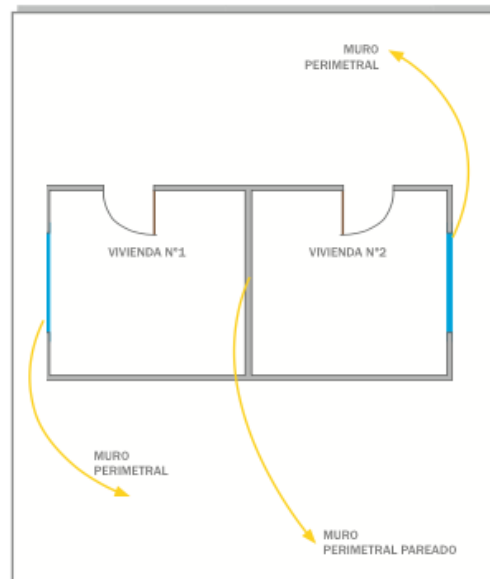 MURO
PERIMETRAL
VIVIENDA N°1
VIVIENDA N°2
MURO
PERIMETRAL
MURO
PERIMETRAL PAREADO